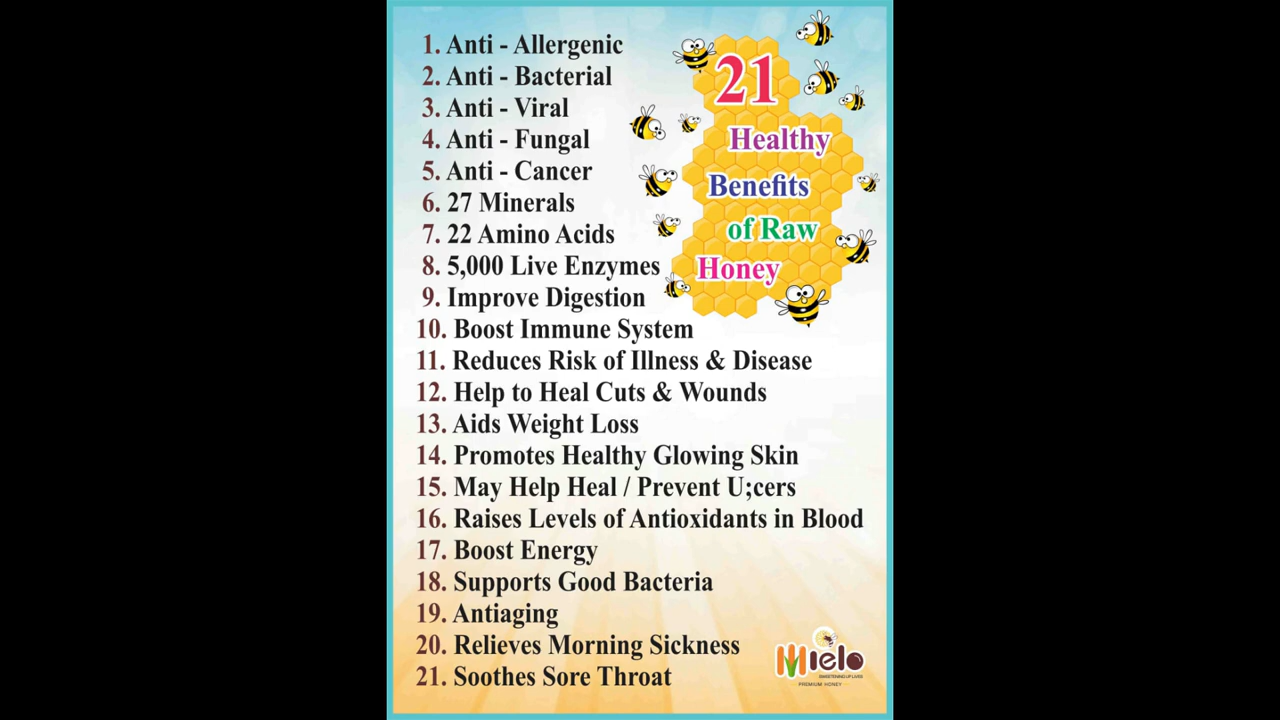 1. Anti - Allergenic
2. Anti - Bacterial
3. Anti - Viral
4. Anti - Fungal
5. Anti - Cancer
6. 27 Minerals
7. 22 Amino Acids
8. 5,000 Live Enzymes
9. Improve Digestion
10. Boost Immune System
11. Reduces Risk of Illness & Disease
12. Help to Heal Cuts & Wounds
13. Aids Weight Loss
14. Promotes Healthy Glowing Skin
15. May Help Heal / Prevent U;cers
16. Raises Levels of Antioxidants in Blood
17. Boost Energy
18. Supports Good Bacteria
19. Antiaging
20. Relieves Morning Sickness
21. Soothes Sore Throat
21
Healthy
Benefits
of Raw
Honey
Mielo
SWEETENING UP LIVES
PREMIUM HONEY